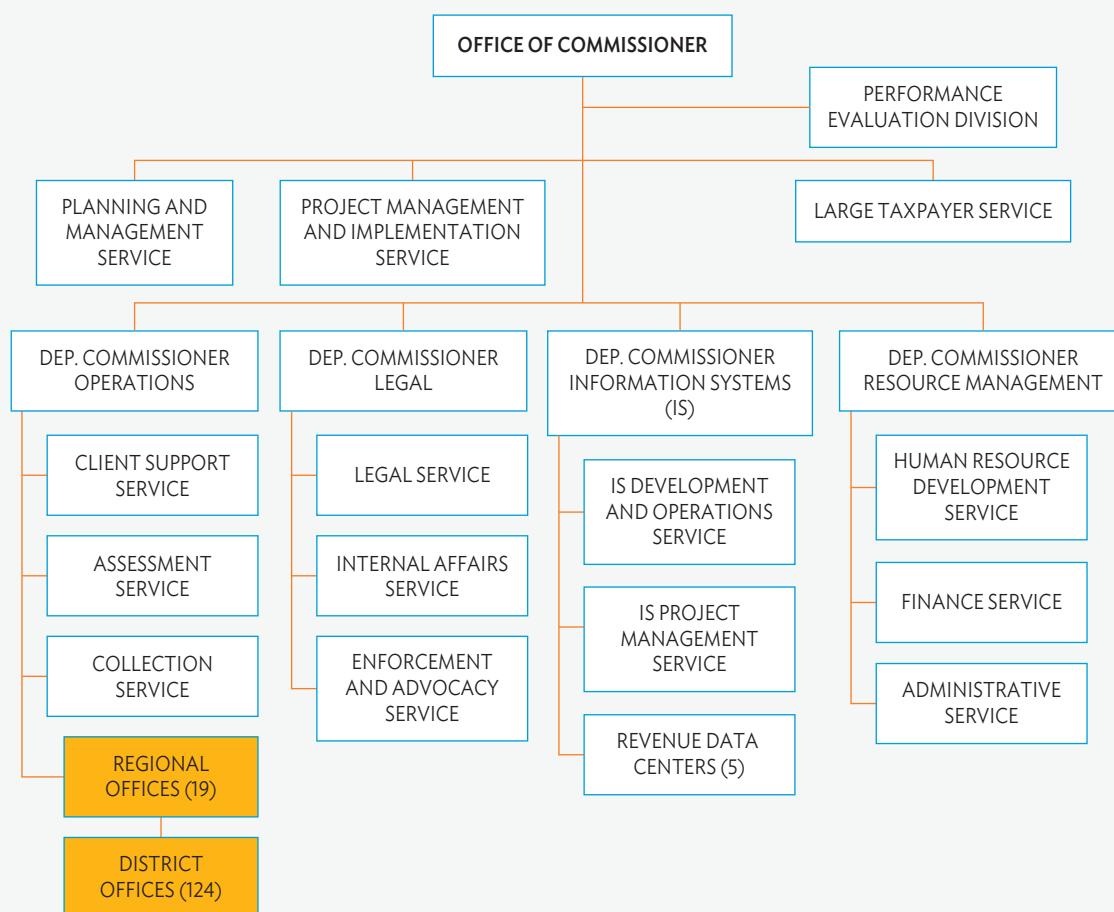 OFFICE OF COMMISSIONER
PERFORMANCE
EVALUATION DIVISION
PLANNING AND
MANAGEMENT
SERVICE
PROJECT MANAGEMENT
AND IMPLEMENTATION
SERVICE
LARGE TAXPAYER SERVICE
DEP. COMMISSIONER
OPERATIONS
CLIENT SUPPORT
SERVICE
ASSESSMENT
SERVICE
COLLECTION
SERVICE
REGIONAL
OFFICES (19)
DISTRICT
OFFICES (124)
DEP. COMMISSIONER
LEGAL
LEGAL SERVICE
INTERNAL AFFAIRS
SERVICE
ENFORCEMENT
AND ADVOCACY
SERVICE
DEP. COMMISSIONER
INFORMATION SYSTEMS
(IS)
IS DEVELOPMENT
AND OPERATIONS
SERVICE
IS PROJECT
MANAGEMENT
SERVICE
REVENUE DATA
CENTERS (5)
DEP. COMMISSIONER
RESOURCE MANAGEMENT
HUMAN RESOURCE
DEVELOPMENT
SERVICE
FINANCE SERVICE
ADMINISTRATIVE
SERVICE